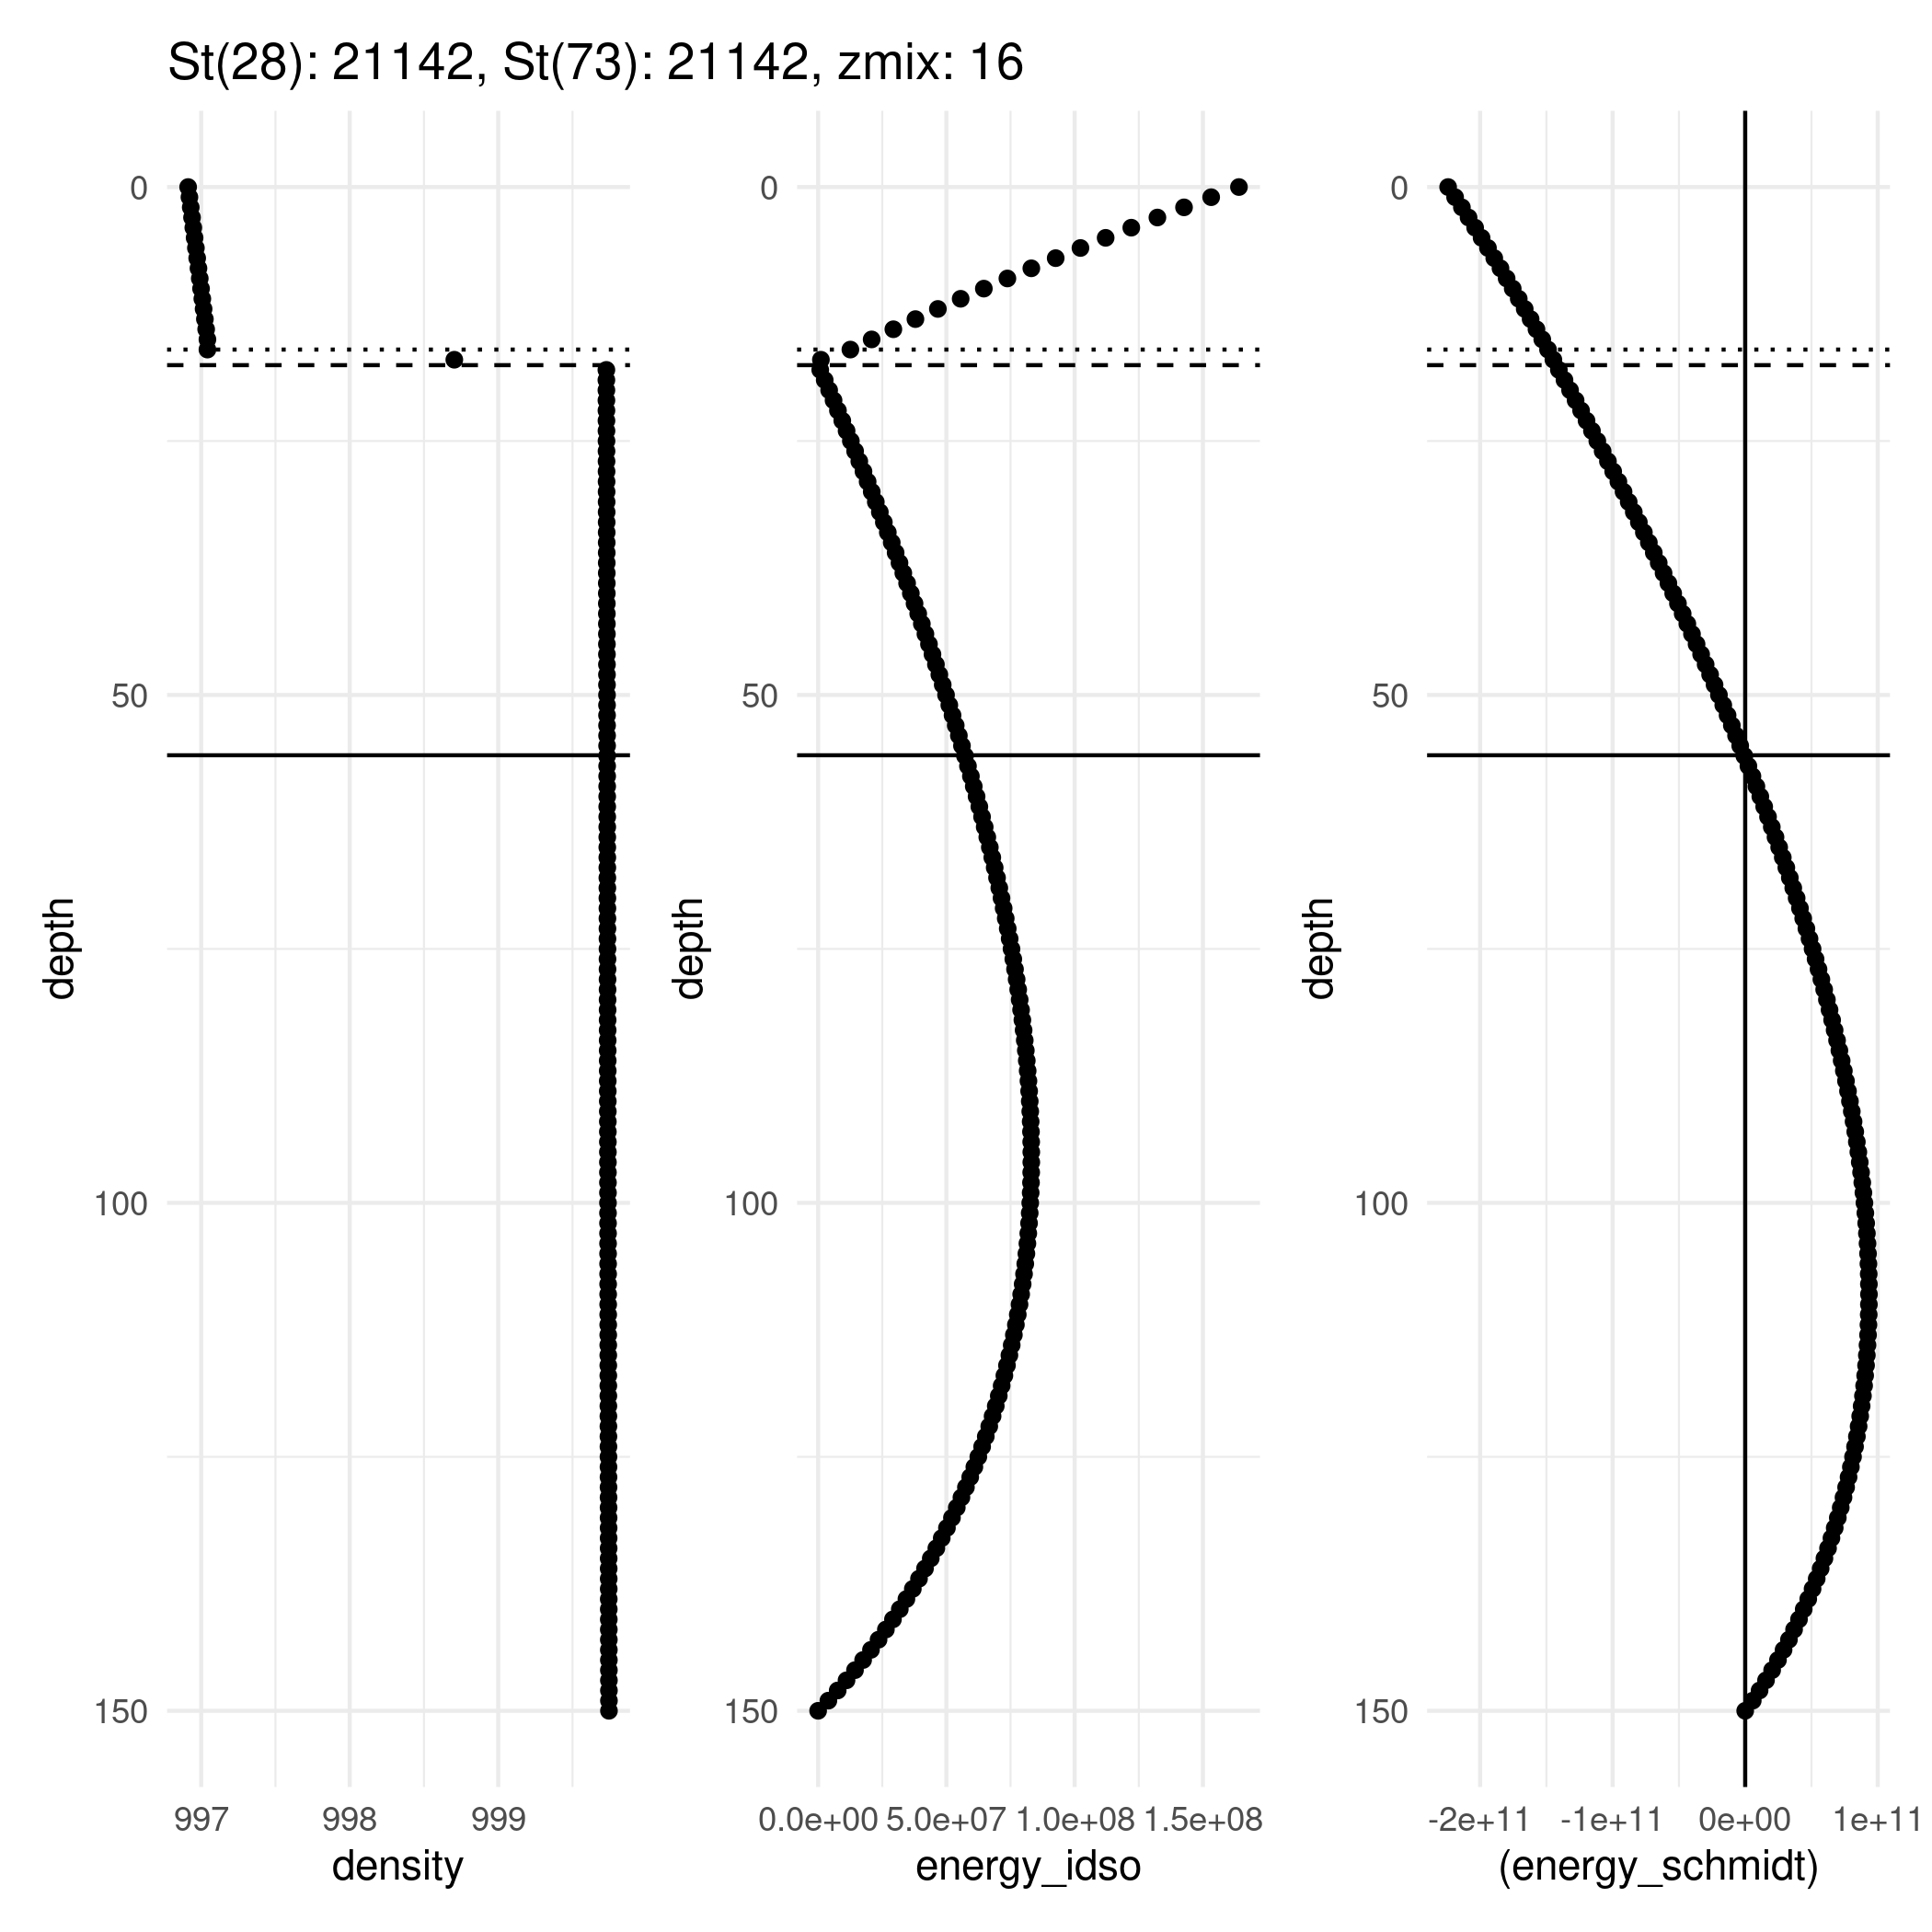 St(28): 21142, St(73): 21142, zmix: 16
0
50
100
150
depth
997
998
999
density
0
50
100
150
depth
0.0e+00
5.0e+07
1.0e+08
1.5e+08
energy_idso
0
50
100
150
depth
-2e+11
-1e+11
0e+00
1e+11
(energy_schmidt)